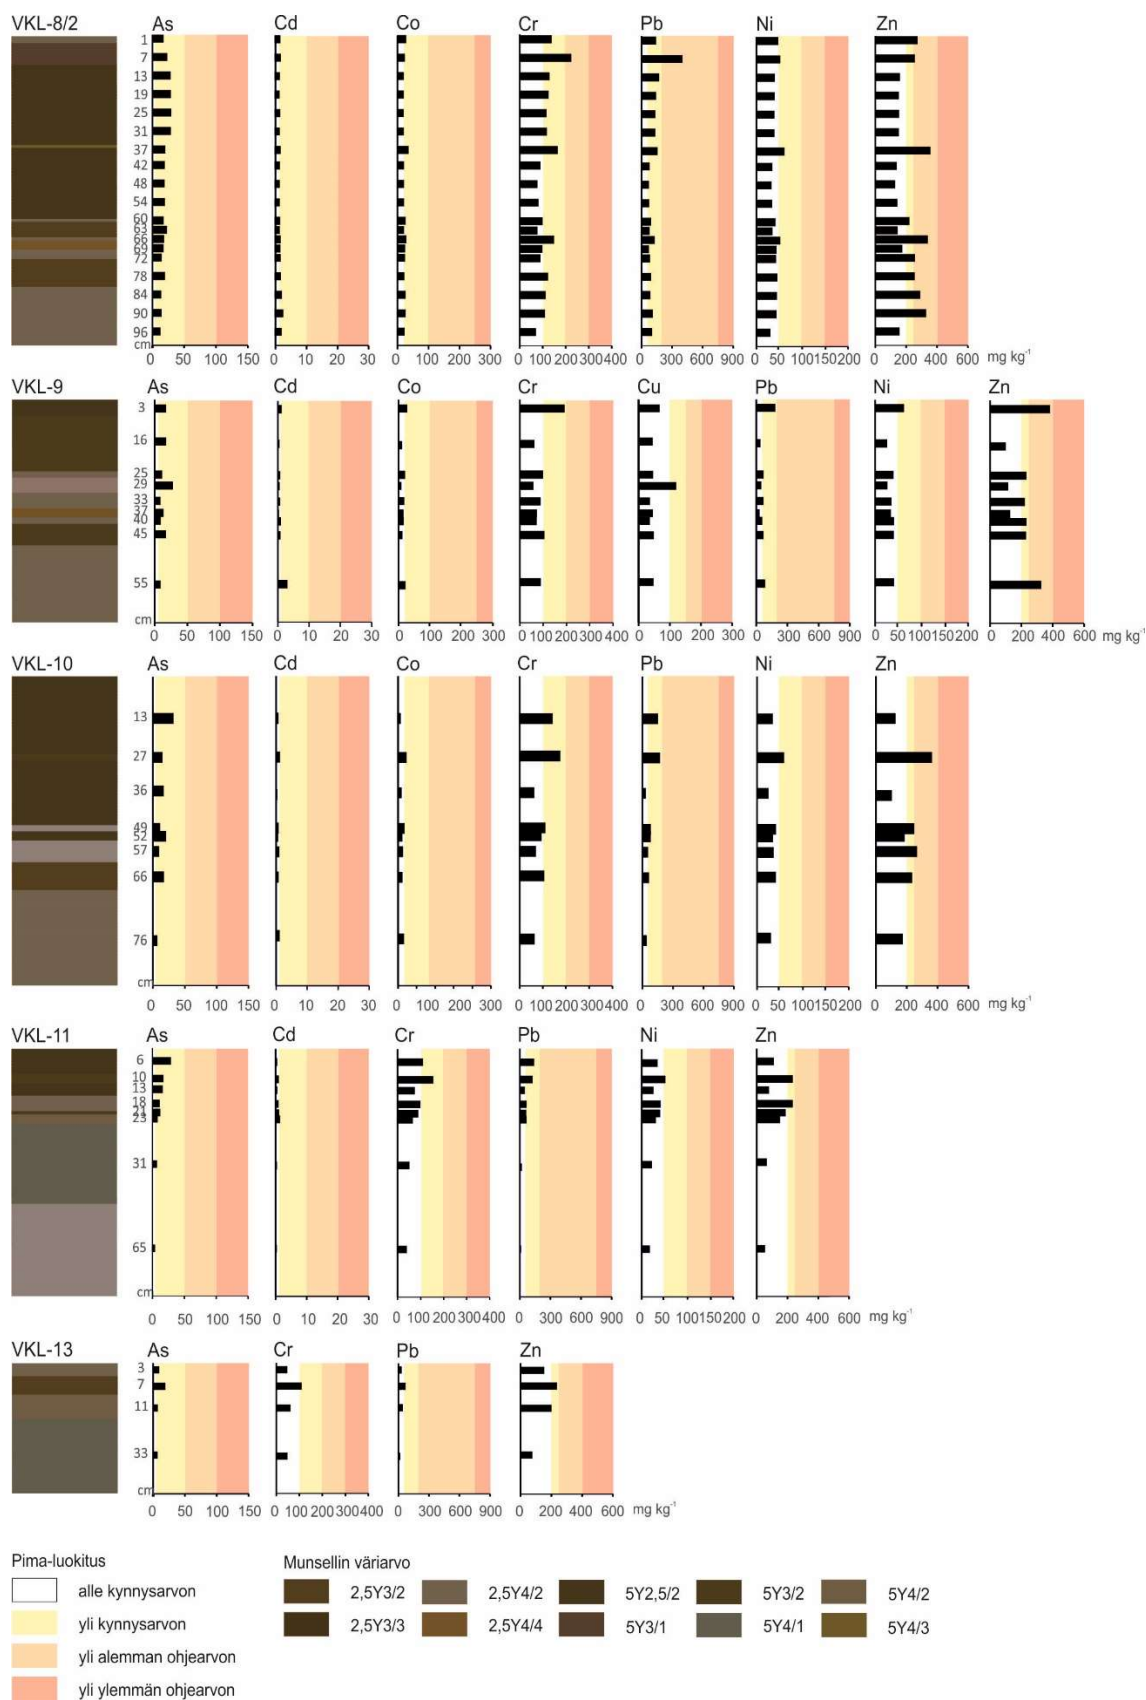 VKL-8/2 As Cd Co Cr Pb Ni Zn
1
7
13
19
25
31
37
42
48
54
60
63
66
69
72
78
84
90
96
cm
0 50 100 150 0 10 20 30 0 100 200 300 0 100 200 300 400 0 300 600 900 0 50 100 150 200 0 200 400 600 mg kg-1
VKL-9 As Cd Co Cr Cu Pb Ni Zn
3
16
25
29
33
37
40
45
55
cm
0 50 100 150 0 10 20 30 0 100 200 300 0 100 200 300 400 0 100 200 300 0 300 600 900 0 50 100 150 200 0 200 400 600 mg kg-1
VKL-10 As Cd Co Cr Pb Ni Zn
13
27
36
49
52
57
66
76
cm
0 50 100 150 0 10 20 30 0 100 200 300 0 100 200 300 400 0 300 600 900 0 50 100 150 200 0 200 400 600 mg kg-1
VKL-11 As Cd Cr Pb Ni Zn
6
10
13
18
21
23
31
65
cm
0 50 100 150 0 10 20 30 0 100 200 300 400 0 300 600 900 0 50 100 150 200 0 200 400 600 mg kg-1
VKL-13 As Cr Pb Zn
3
7
11
33
cm
0 50 100 150 0 100 200 300 400 0 300 600 900 0 200 400 600 mg kg-1
Pima-luokitus Munsellin väriarvo
alle kynnysarvon 2,5Y3/2 2,5Y4/2 5Y2,5/2 5Y3/2 5Y4/2
yli kynnysarvon 2,5Y3/3 2,5Y4/4 5Y3/1 5Y4/1 5Y4/3
yli alemman ohjearvon
yli ylemmän ohjearvon